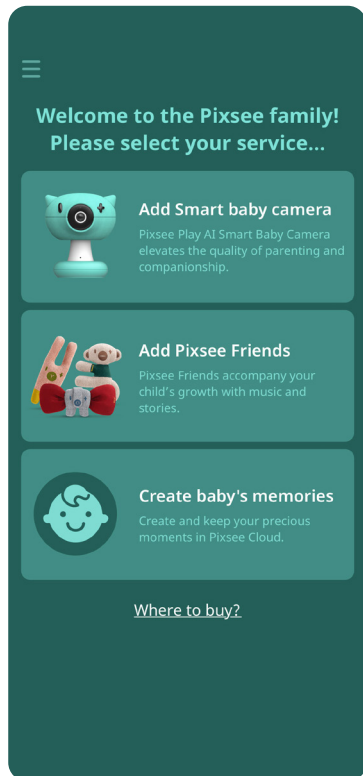 Welcome to the Pixsee family!
Please select your service...
Add Smart baby camera
Pixsee Play AI Smart Baby Camera
elevates the quality of parenting and
companionship.
Add Pixsee Friends
Pixsee Friends accompany your
child's growth with music and
stories.
Create baby's memories
Create and keep your precious
moments in Pixsee Cloud.
Where to buy?